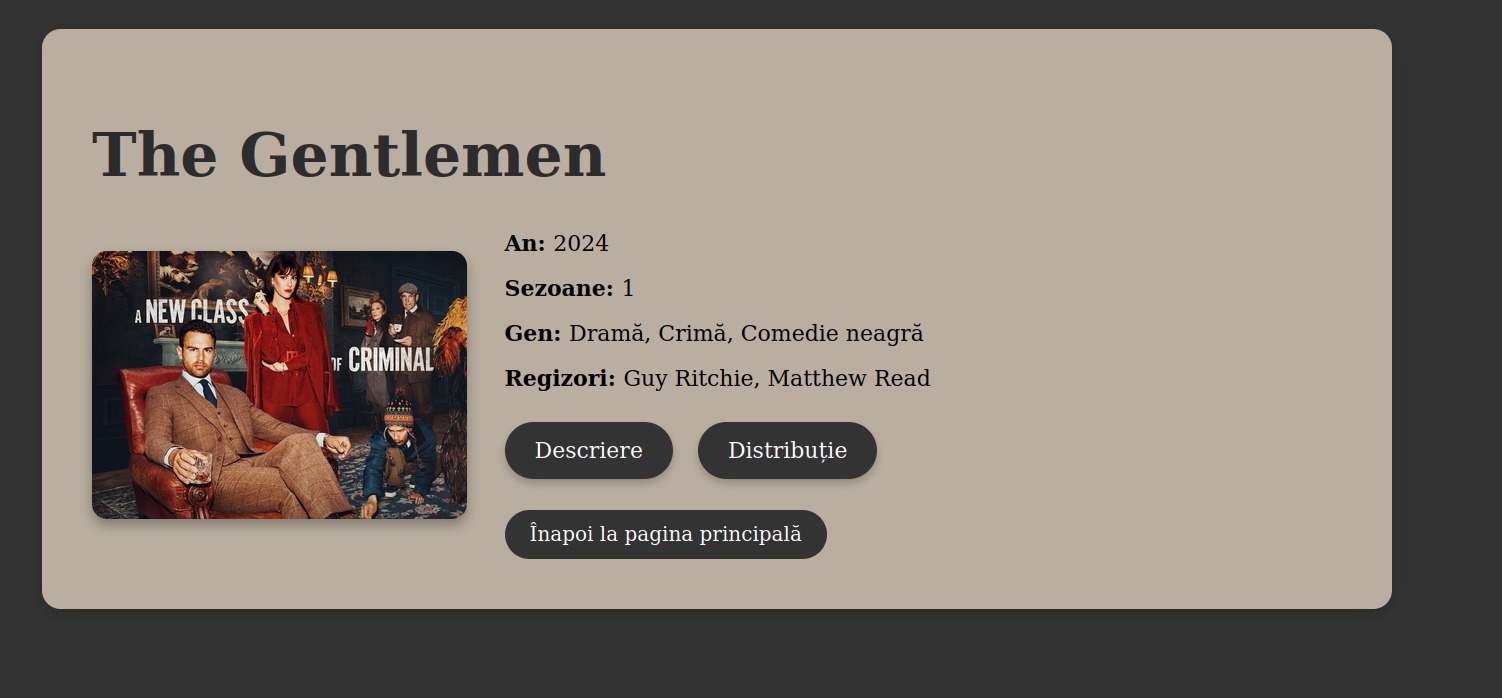 The Gentlemen
An: 2024
Sezoane: 1
Gen: Dramă, Crimă, Comedie neagră
Regizori: Guy Ritchie, Matthew Read
A NEW CLASS
OF CRIMINAL
Descriere
Distribuție
Înapoi la pagina principală